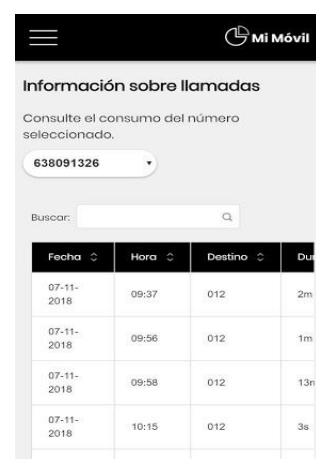 Mi Móvil
Información sobre llamadas
Consulte el consumo del número
seleccionado.
638091326
Buscar:
Fecha Hora Destino
07-11-
2018 09:37 012 2m
07-11-
2018 09:56 012 1m
07-11-
2018 09:58 012
07-11-
2018 10:15 012 3s